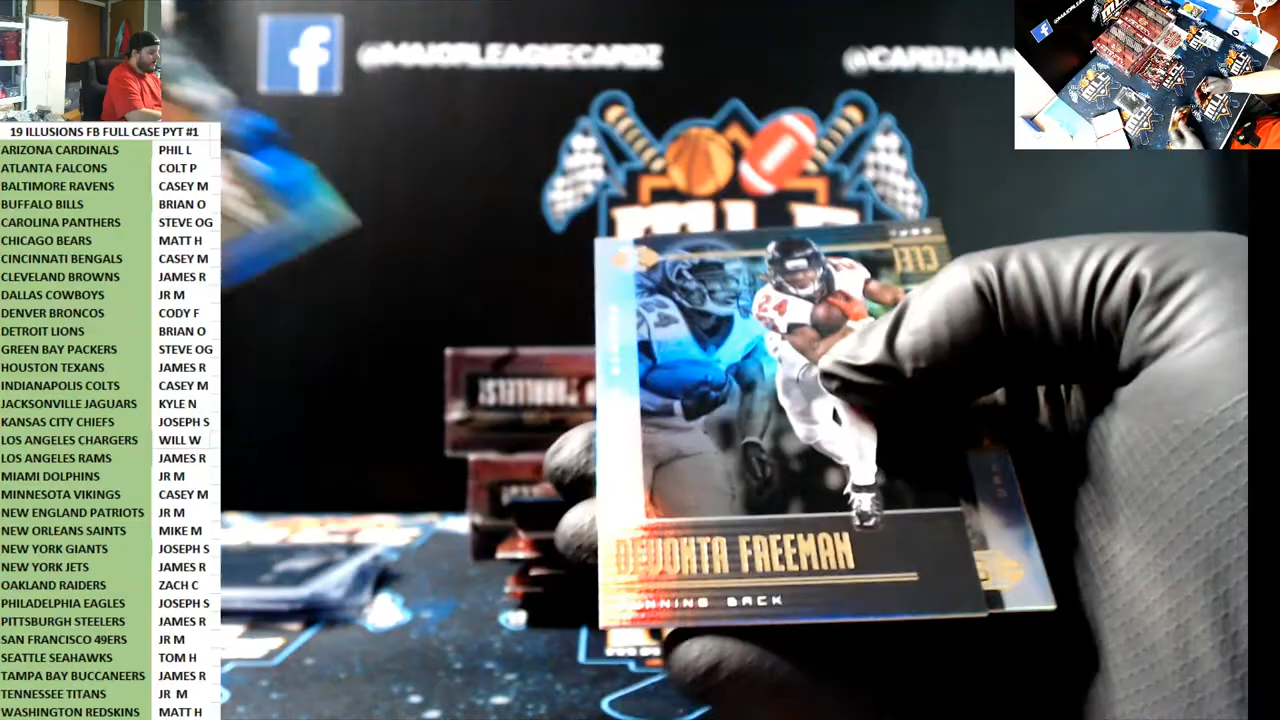 @MAJORLEAGUECARDZ
@CARDZMAN
19 ILLUSIONS FB FULL CASE PYT #1
ARIZONA CARDINALS PHIL L
ATLANTA FALCONS COLT P
BALTIMORE RAVENS CASEY M
BUFFALO BILLS BRIAN O
CAROLINA PANTHERS STEVE OG
CHICAGO BEARS MATT H
CINCINNATI BENGALS CASEY M
CLEVELAND BROWNS JAMES R
DALLAS COWBOYS JR M
DENVER BRONCOS CODY F
DETROIT LIONS BRIAN O
GREEN BAY PACKERS STEVE OG
HOUSTON TEXANS JAMES R
INDIANAPOLIS COLTS CASEY M
JACKSONVILLE JAGUARS KYLE N
KANSAS CITY CHIEFS JOSEPH S
LOS ANGELES CHARGERS WILL W
LOS ANGELES RAMS JAMES R
MIAMI DOLPHINS JR M
MINNESOTA VIKINGS CASEY M
NEW ENGLAND PATRIOTS JR M
NEW ORLEANS SAINTS MIKE M
NEW YORK GIANTS JOSEPH S
NEW YORK JETS JAMES R
OAKLAND RAIDERS ZACH C
PHILADELPHIA EAGLES JOSEPH S
PITTSBURGH STEELERS JAMES R
SAN FRANCISCO 49ERS JR M
SEATTLE SEAHAWKS TOM H
TAMPA BAY BUCCANEERS JAMES R
TENNESSEE TITANS JR M
WASHINGTON REDSKINS MATT H
24
DEVONTA FREEMAN
RUNNING BACK
MLC